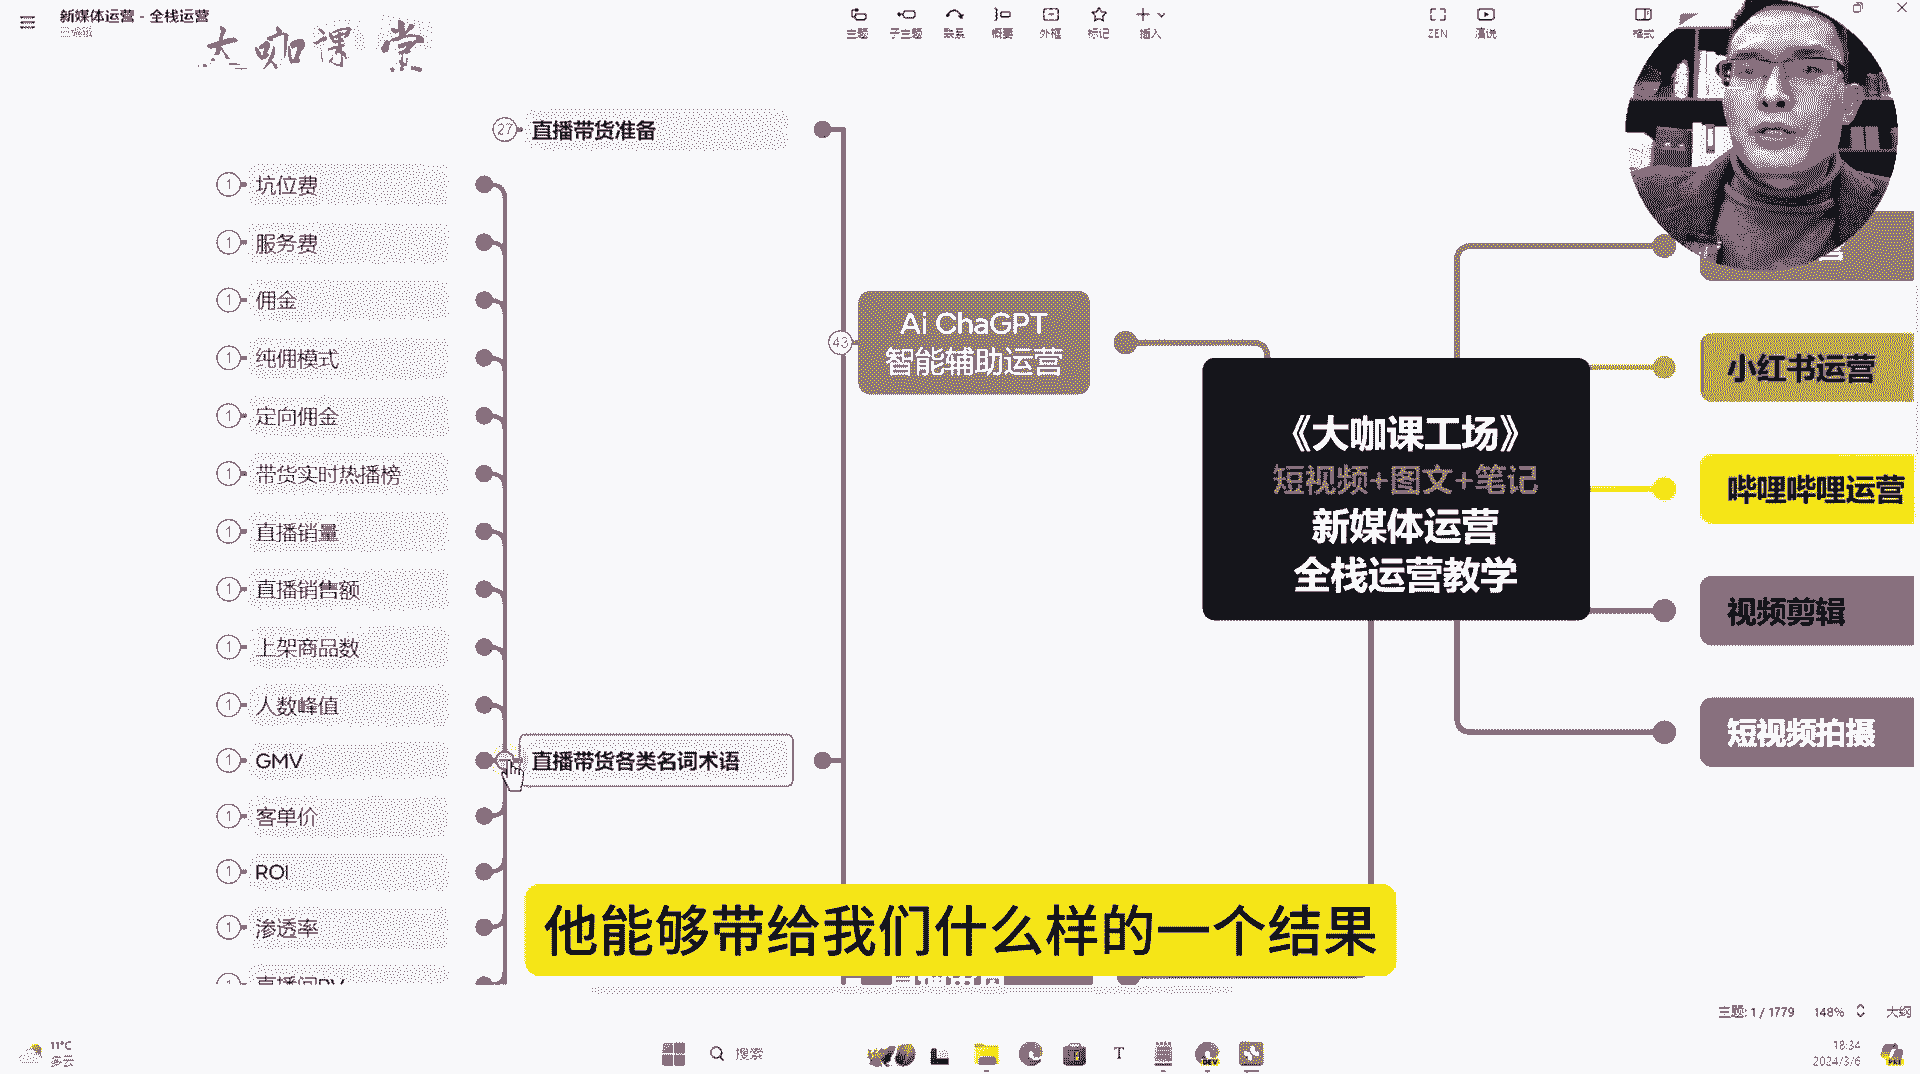 新媒体运营 - 全栈运营
已编辑
大咖课堂
主题
子主题
联系
概要
外框
标记
插入
ZEN
演说
格式
27
直播带货准备
1 坑位费
1 服务费
1 佣金
1 纯佣模式
1 定向佣金
1 带货实时热播榜
1 直播销量
1 直播销售额
1 上架商品数
1 人数峰值
1 GMV
1 客单价
1 ROI
1 渗透率
直播间PV
直播带货各类名词术语
43
Ai ChaGPT
智能辅助运营
《大咖课工场》
短视频+图文+笔记
新媒体运营
全栈运营教学
小红书运营
哔哩哔哩运营
视频剪辑
短视频拍摄
他能够带给我们什么样的一个结果
主题: 1 / 1779
148%
大纲
11°C
多云
搜索
18:34
2024/3/6